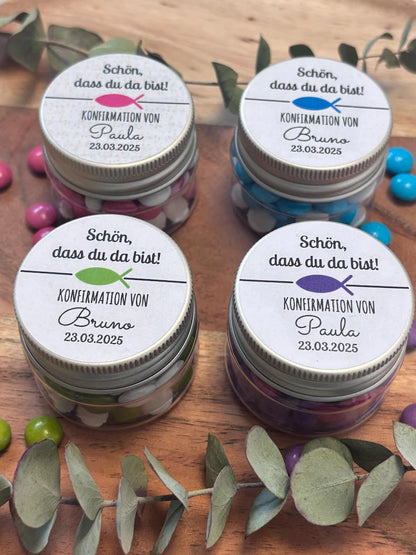 Schön,
dass du da bist!
KONFIRMATION VON
Paula
23.03.2025
Schön,
dass du da bist!
KONFIRMATION VON
Bruno
23.03.2025
Schön,
dass du da bist!
KONFIRMATION VON
Bruno
23.03.2025
Schön,
dass du da bist!
KONFIRMATION VON
Paula
23.03.2025